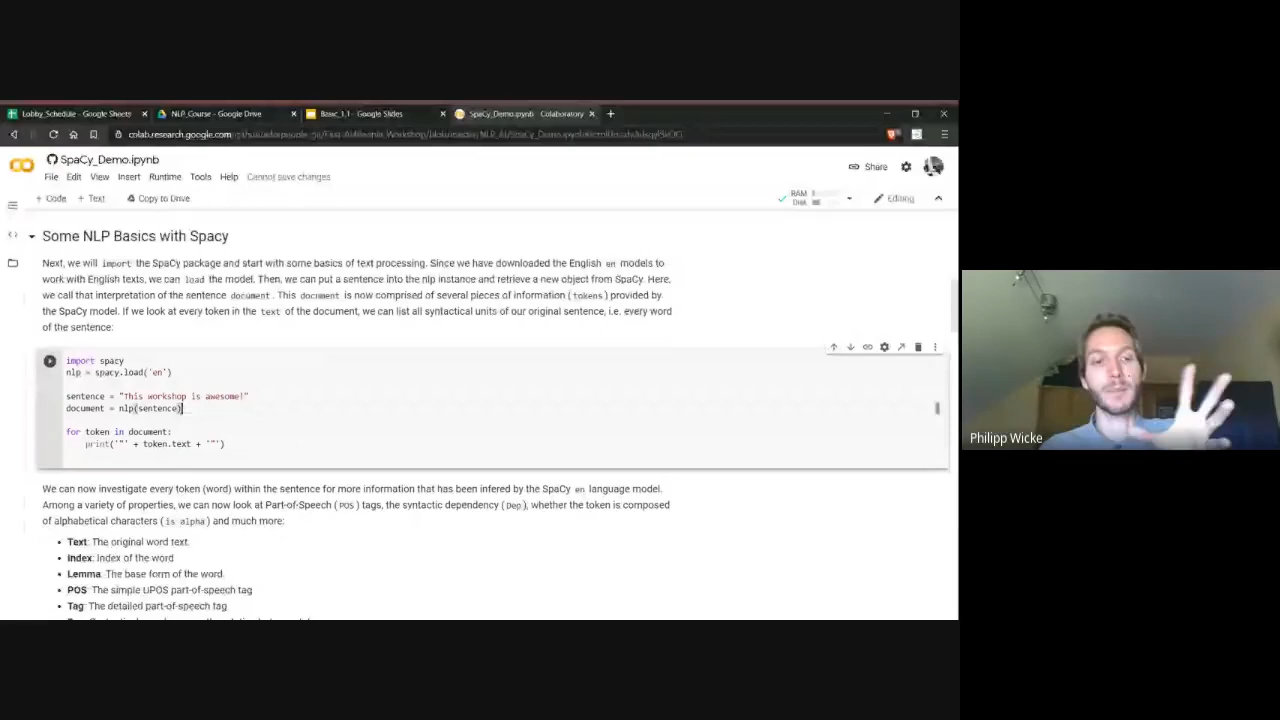 Lobby_Schedule - Google Sheets
NLP_Course - Google Drive
Basic_1.1 - Google Slides
SpaCy_Demo.ipynb - Colaboratory
colab.research.google.com
SpaCy_Demo.ipynb
File Edit View Insert Runtime Tools Help Cannot save changes
Share
+ Code + Text Copy to Drive
RAM
Disk
Editing
Some NLP Basics with Spacy
Next, we will import the SpaCy package and start with some basics of text processing. Since we have downloaded the English en models to
work with English texts, we can load the model. Then, we can put a sentence into the nlp instance and retrieve a new object from SpaCy. Here,
we call that interpretation of the sentence document. This document is now comprised of several pieces of information (tokens) provided by
the SpaCy model. If we look at every token in the text of the document, we can list all syntactical units of our original sentence, i.e. every word
of the sentence:
import spacy
nlp = spacy.load('en')
sentence = "This workshop is awesome!"
document = nlp(sentence)
for token in document:
print('"' + token.text + '"')
We can now investigate every token (word) within the sentence for more information that has been infered by the SpaCy en language model.
Among a variety of properties, we can now look at Part-of-Speech (POS) tags, the syntactic dependency (Dep), whether the token is composed
of alphabetical characters (is alpha) and much more:
• Text: The original word text.
• Index: Index of the word
• Lemma: The base form of the word.
• POS: The simple UPOS part-of-speech tag
• Tag: The detailed part-of-speech tag
Philipp Wicke